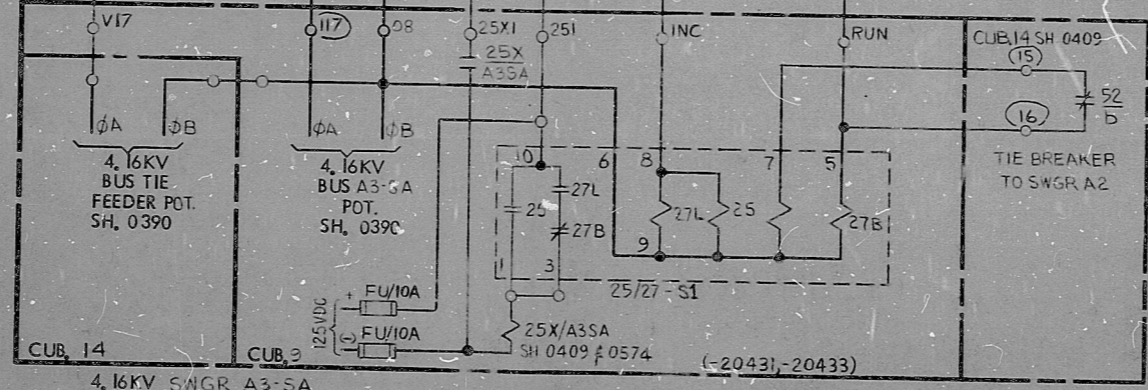 V17
117
08
25X1
251
INC
RUN
CUB.14 SH 0409
15
25X
A3SA
52
b
16
ØA
ØB
ØA
ØB
4.16KV
BUS TIE
FEEDER POT.
SH. 0390
4.16KV
BUS A3-SA
POT.
SH. 0390
10
6
8
7
5
TIE BREAKER
TO SWGR A2
27L
25
27B
27L
25
27B
9
1
3
25/27-S1
125VDC
+
FU/10A
(-)
FU/10A
25X/A3SA
SH 0409 & 0574
(-20431,-20433)
CUB. 14
CUB.9
4.16KV SWGR A3-SA